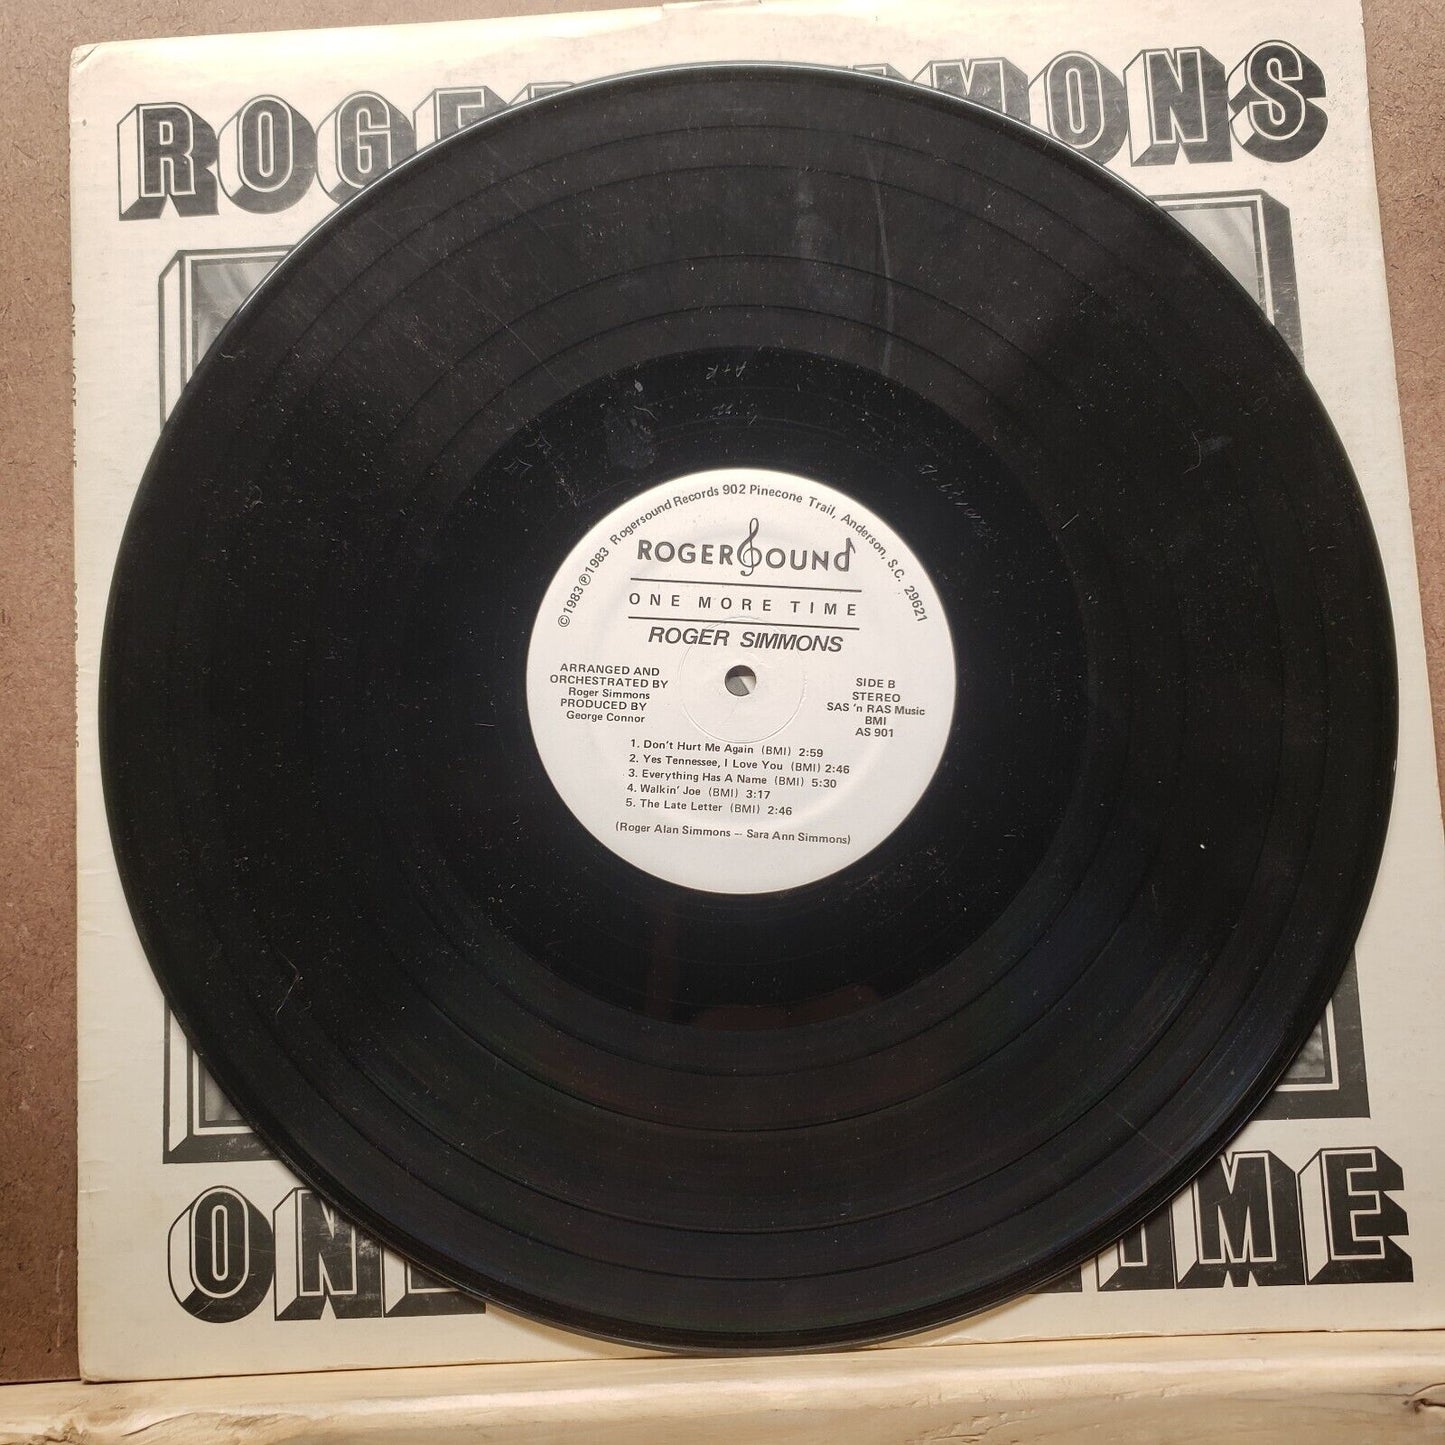 ROGER SIMMONS
©1983 ℗1983 Rogersound Records 902 Pinecone Trail, Anderson, S.C. 29621
ROGERSOUND
ONE MORE TIME
ROGER SIMMONS
ARRANGED AND
ORCHESTRATED BY
Roger Simmons
PRODUCED BY
George Connor
SIDE B
STEREO
SAS 'n RAS Music
BMI
AS 901
1. Don't Hurt Me Again (BMI) 2:59
2. Yes Tennessee, I Love You (BMI) 2:46
3. Everything Has A Name (BMI) 5:30
4. Walkin' Joe (BMI) 3:17
5. The Late Letter (BMI) 2:46
(Roger Alan Simmons -- Sara Ann Simmons)
ONE TIME
ONE MORE TIME